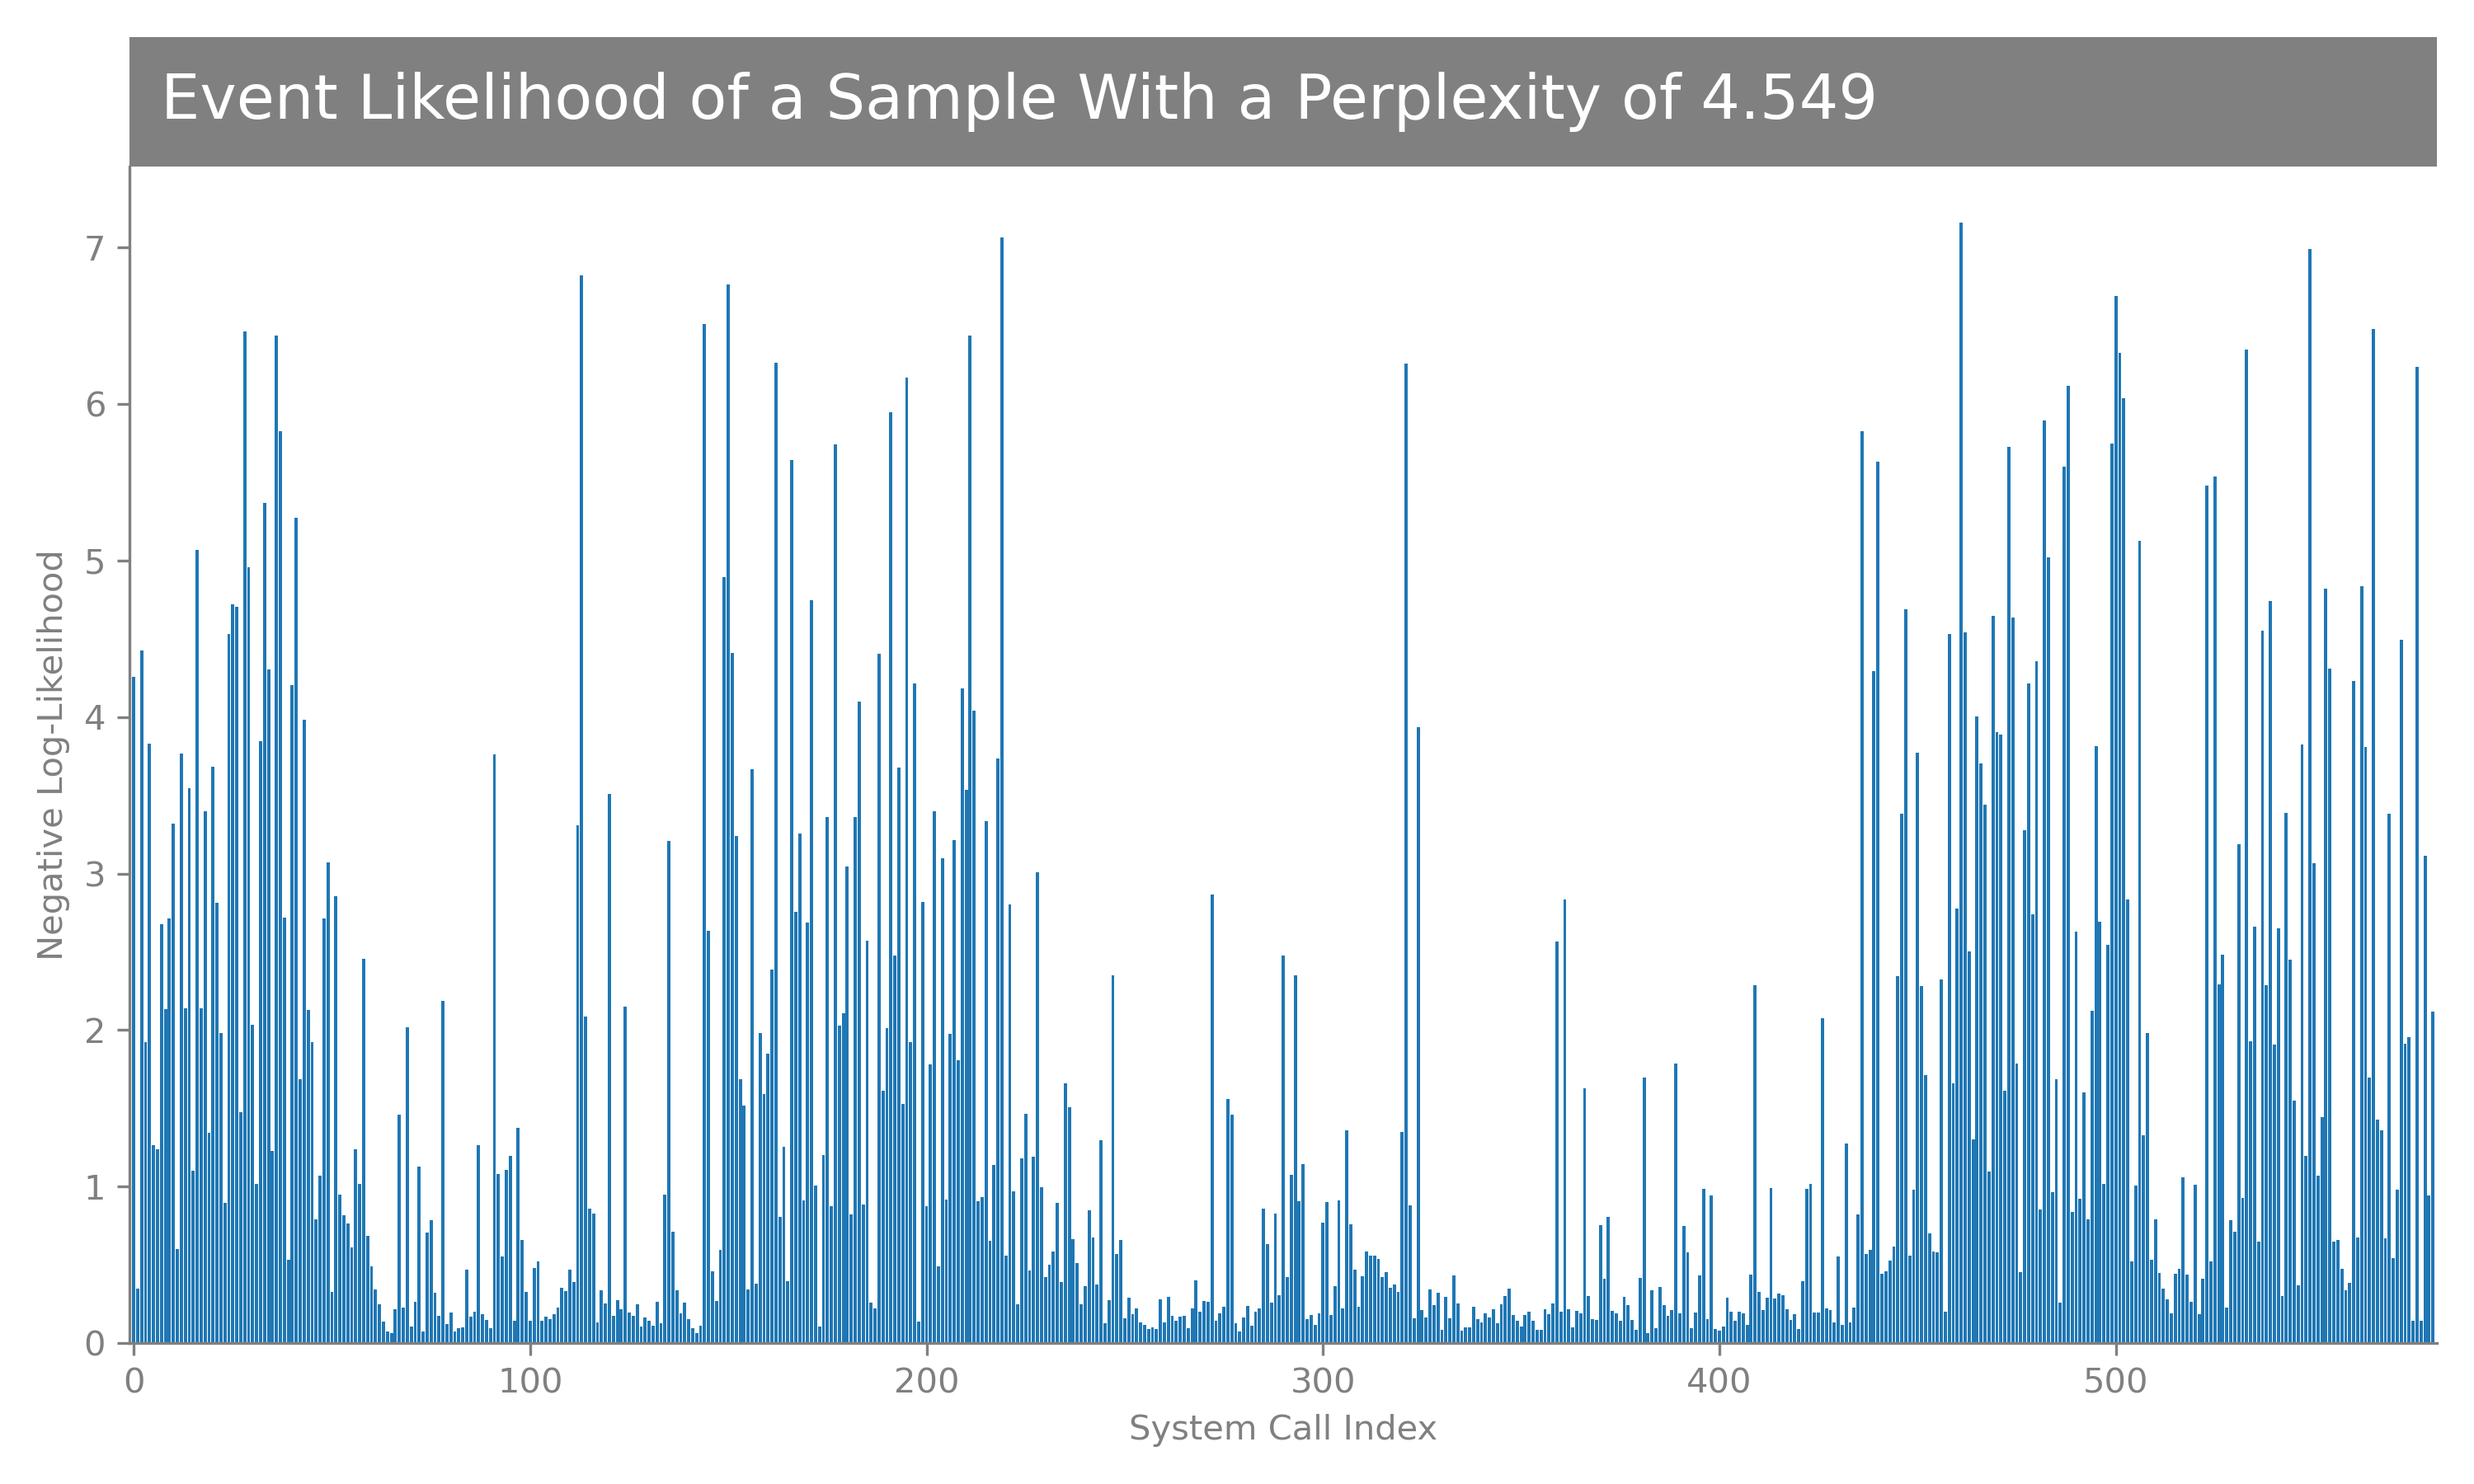 Event Likelihood of a Sample With a Perplexity of 4.549
Negative Log-Likelihood
7
6
5
4
3
2
1
0
0 100 200 300 400 500
System Call Index